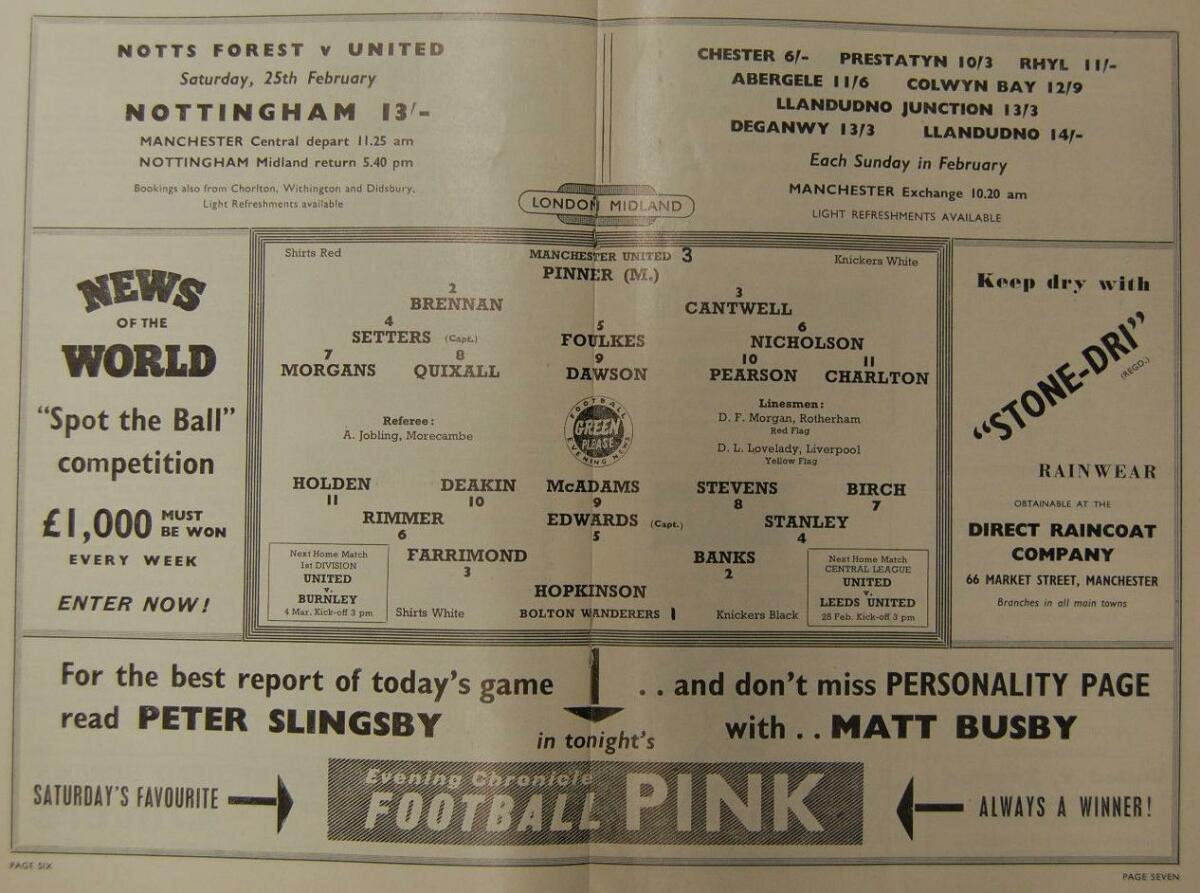 NOTTS FOREST v UNITED
Saturday, 25th February
NOTTINGHAM 13/-
MANCHESTER Central depart 11.25 am
NOTTINGHAM Midland return 5.40 pm
Bookings also from Chorlton, Withington and Didsbury,
Light Refreshments available
CHESTER 6/- PRESTATYN 10/3 RHYL 11/-
ABERGELE 11/6 COLWYN BAY 12/9
LLANDUDNO JUNCTION 13/3
DEGANWY 13/3 LLANDUDNO 14/-
Each Sunday in February
MANCHESTER Exchange 10.20 am
LIGHT REFRESHMENTS AVAILABLE
LONDON MIDLAND
NEWS
OF THE
WORLD
"Spot the Ball"
competition
£1,000 MUST
BE WON
EVERY WEEK
ENTER NOW!
Shirts Red MANCHESTER UNITED 3 Knickers White
PINNER (M.)
2 3
BRENNAN CANTWELL
4 5 6
SETTERS (Capt.) FOULKES NICHOLSON
7 8 9 10 11
MORGANS QUIXALL DAWSON PEARSON CHARLTON
Referee:
A. Jobling, Morecambe
FOOTBALL
GREEN
PLEASE
EVENING NEWS
Linesmen:
D. F. Morgan, Rotherham
Red Flag
D. L. Lovelady, Liverpool
Yellow Flag
HOLDEN DEAKIN McADAMS STEVENS BIRCH
11 10 9 8 7
RIMMER EDWARDS (Capt.) STANLEY
6 5 4
FARRIMOND BANKS
3 2
HOPKINSON
Shirts White BOLTON WANDERERS 1 Knickers Black
Next Home Match
1st DIVISION
UNITED
v.
BURNLEY
4 Mar. Kick-off 3 pm
Next Home Match
CENTRAL LEAGUE
UNITED
v.
LEEDS UNITED
25 Feb. Kick-off 3 pm
Keep dry with
"STONE-DRI"
(REGD.)
RAINWEAR
OBTAINABLE AT THE
DIRECT RAINCOAT
COMPANY
66 MARKET STREET, MANCHESTER
Branches in all main towns
For the best report of today's game
read PETER SLINGSBY
. . and don't miss PERSONALITY PAGE
with . . MATT BUSBY
in tonight's
SATURDAY'S FAVOURITE
Evening Chronicle
FOOTBALL PINK
ALWAYS A WINNER!
PAGE SIX
PAGE SEVEN